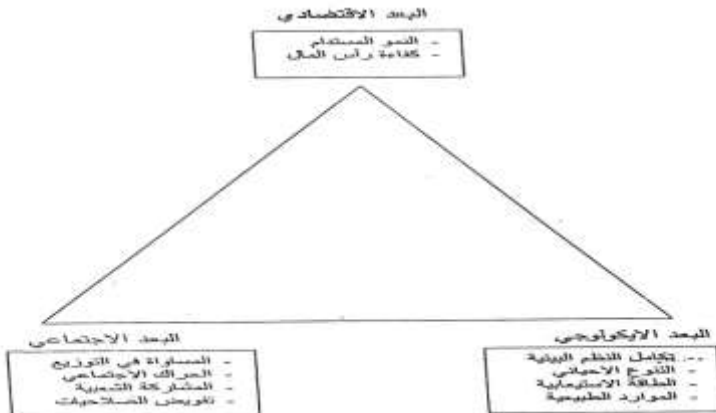 البعد الاقتصادي
- النمو المستدام
- كفاءة رأس المال
البعد الاجتماعي
- المساواة في التوزيع
- الحراك الاجتماعي
- المشاركة الشعبية
- تفويض الصلاحيات
البعد الايكولوجي
- تكامل النظم البيئية
- التنوع الاحيائي
- الطاقة الاستيعابية
- الموارد الطبيعية